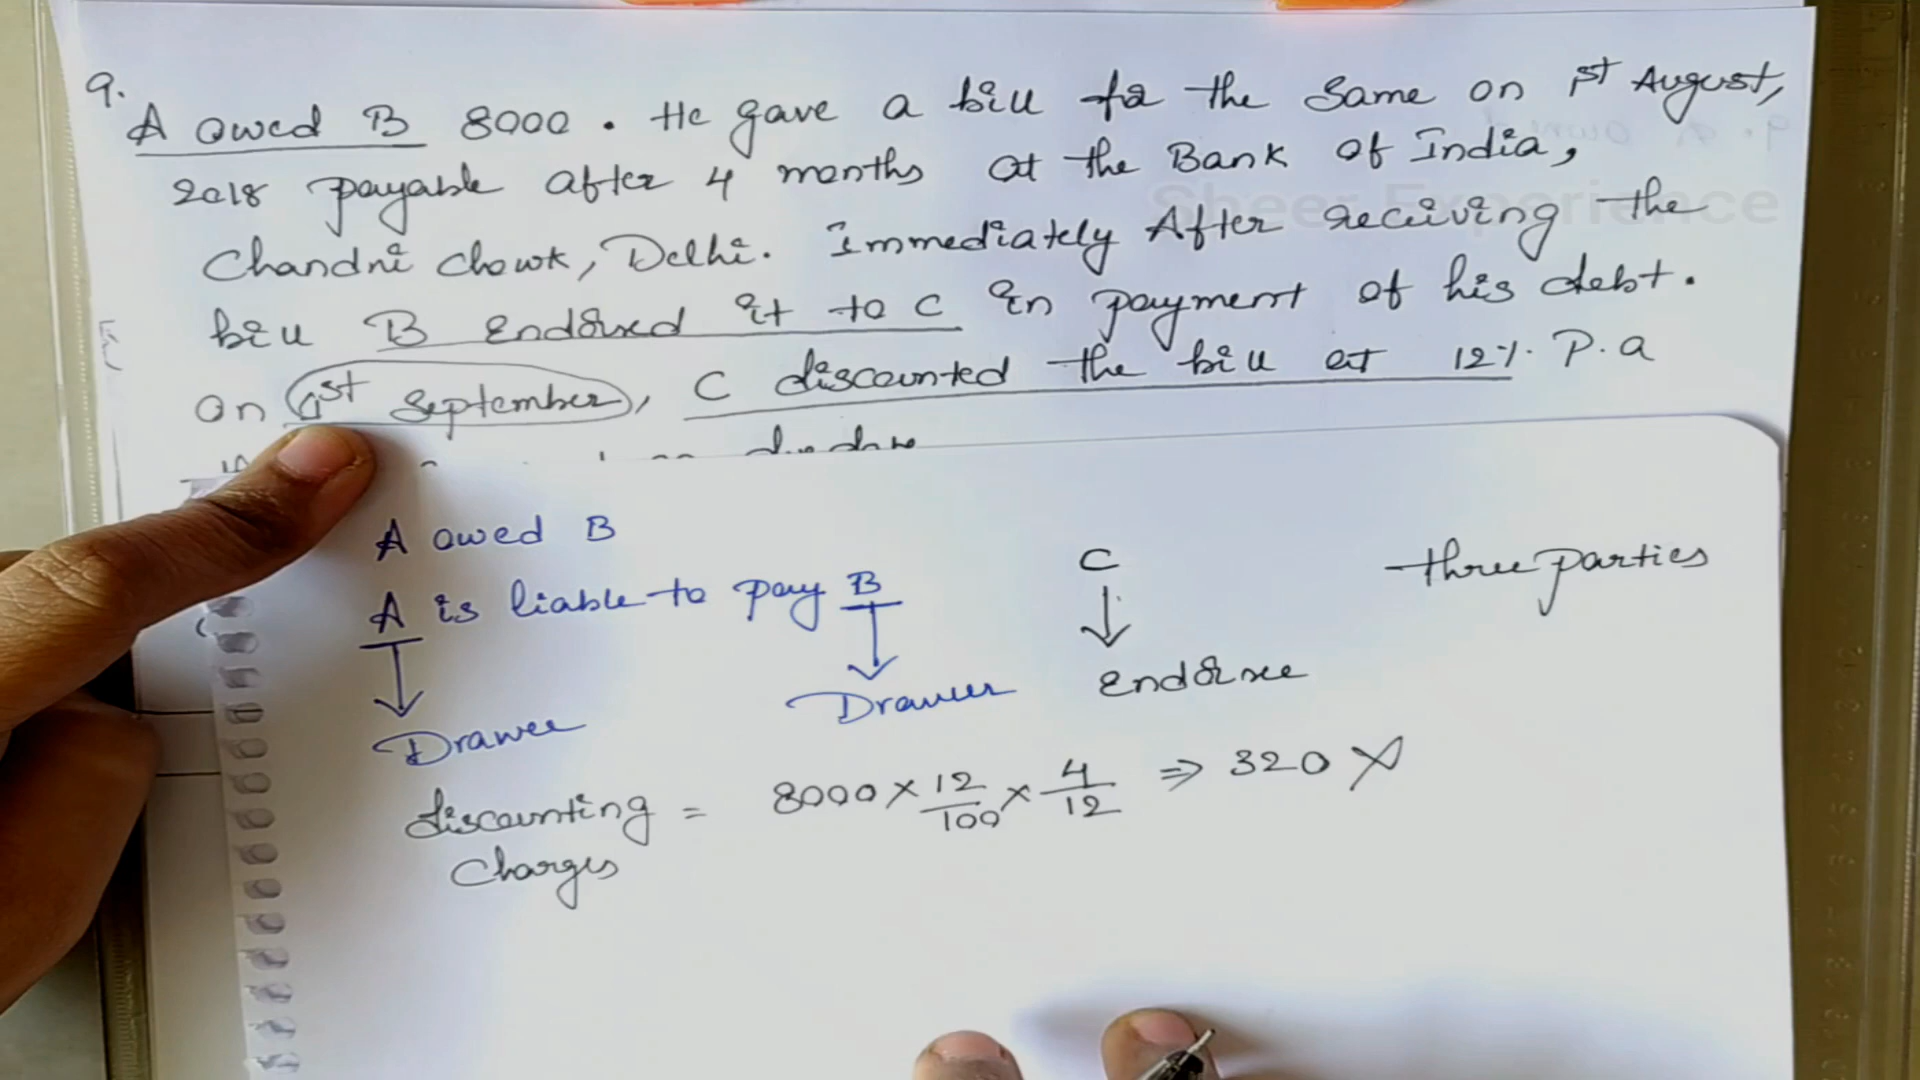 9.
A owed B 8000. He gave a bill for the same on 1st August,
2018 payable after 4 months at the Bank of India,
Chandni chowk, Delhi. Immediately After receiving the
bill B Endorsed it to C in payment of his debt.
on 1st September, C discounted the bill at 12%. P.a
Sheer Experience
A owed B
A is liable to pay B
C
three parties
Drawee
Drawer
Endorsee
discounting charges = 8000 × 12/100 × 4/12 ⇒ 320 ×